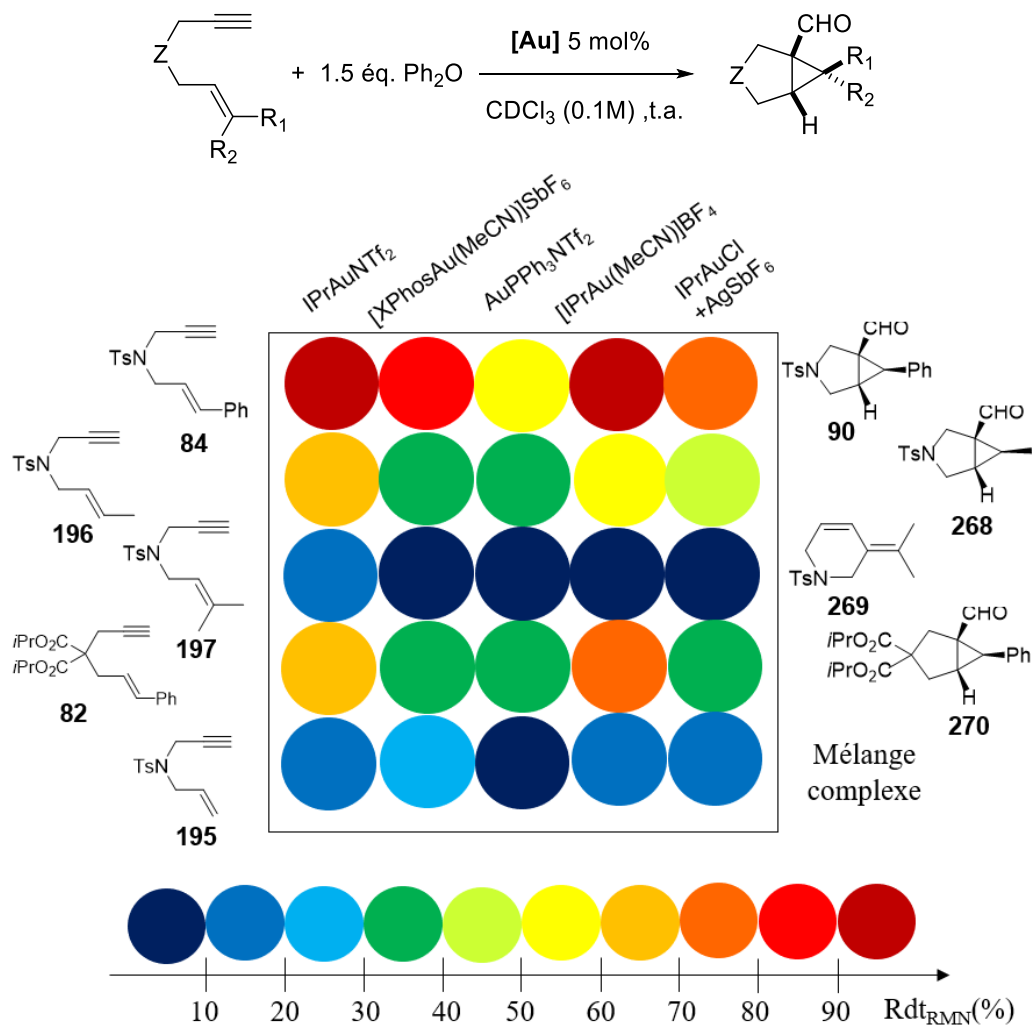 Z
R1
R2
+ 1.5 éq. Ph2O
[Au] 5 mol%
CDCl3 (0.1M) ,t.a.
CHO
Z
R1
R2
H
IPrAuNTf2
[XPhosAu(MeCN)]SbF6
AuPPh3NTf2
[IPrAu(MeCN)]BF4
IPrAuCl
+AgSbF6
TsN
Ph
84
TsN
196
TsN
197
iPrO2C
iPrO2C
Ph
82
TsN
195
CHO
TsN
Ph
H
90
CHO
TsN
H
268
TsN
269
CHO
iPrO2C
iPrO2C
Ph
H
270
Mélange
complexe
10 20 30 40 50 60 70 80 90 RdtRMN(%)